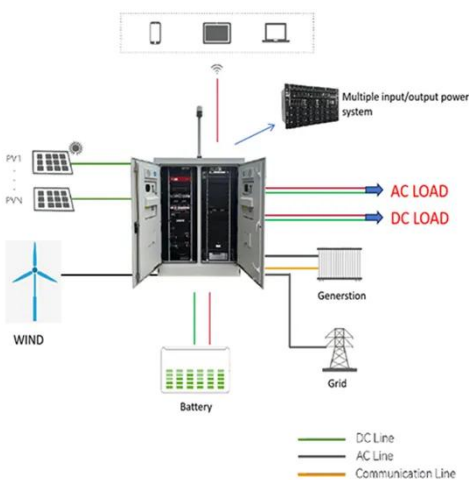 Multiple input/output power
system
PV1
PVN
AC LOAD
DC LOAD
Generstion
WIND
Grid
Battery
DC Line
AC Line
Communication Line